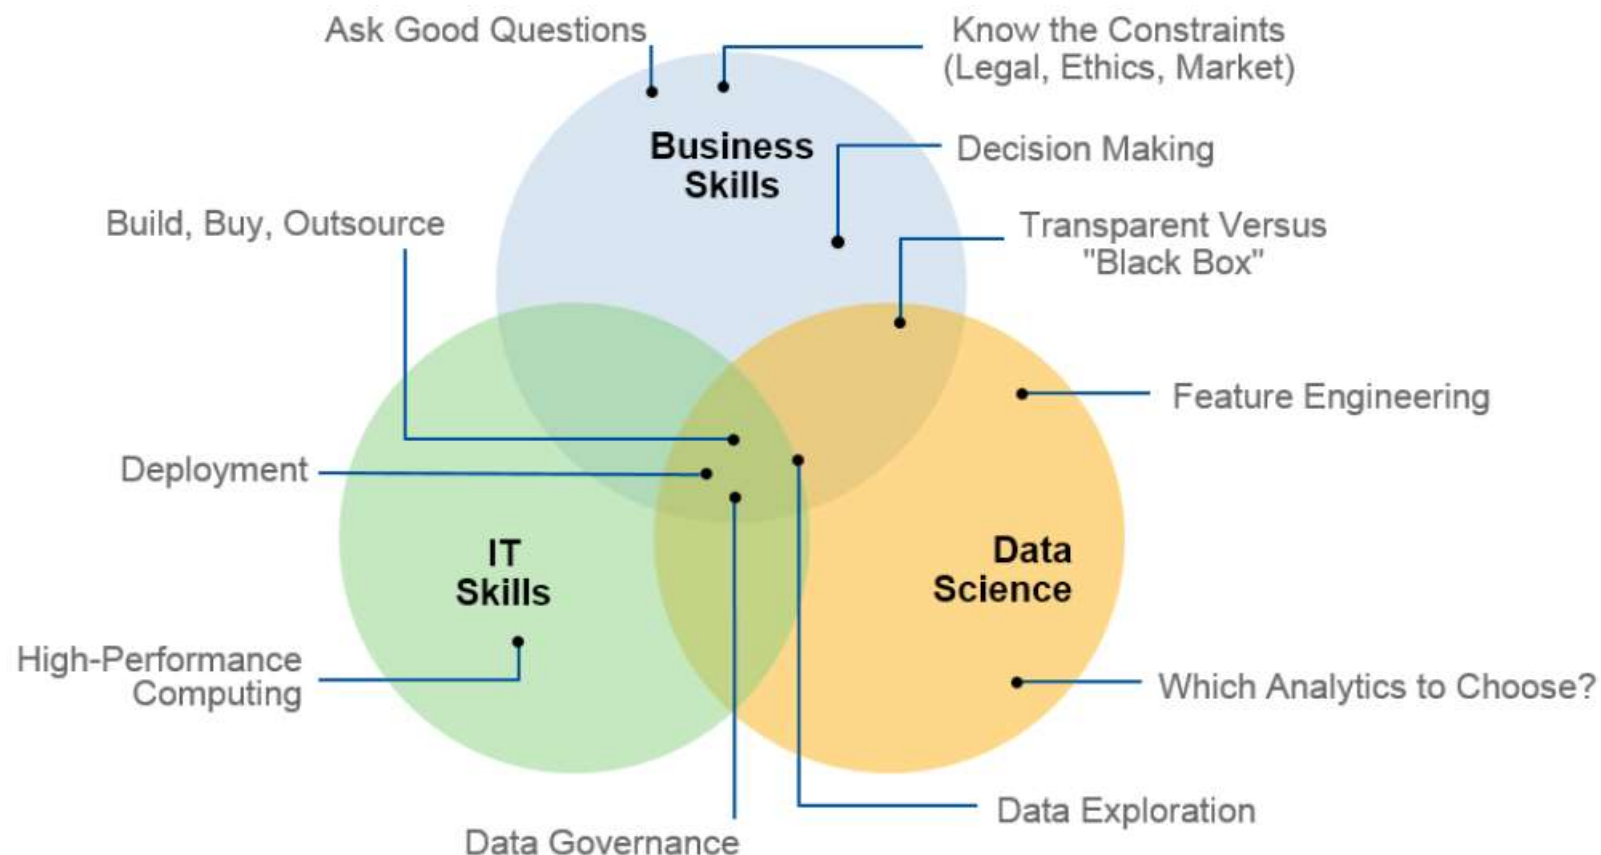 Ask Good Questions
Know the Constraints
(Legal, Ethics, Market)
Business
Skills
Decision Making
Build, Buy, Outsource
Transparent Versus
"Black Box"
Feature Engineering
Deployment
IT
Skills
Data
Science
High-Performance
Computing
Which Analytics to Choose?
Data Exploration
Data Governance